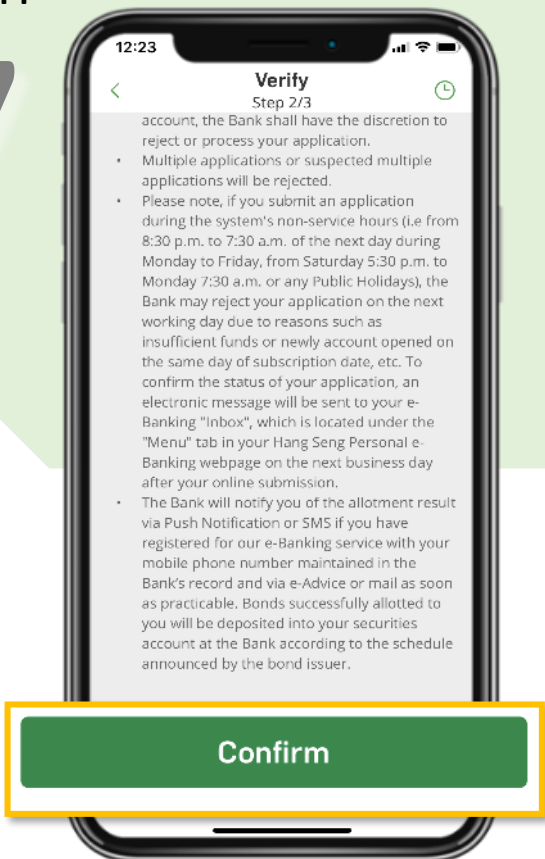 12:23
Verify
Step 2/3
account, the Bank shall have the discretion to
reject or process your application.
• Multiple applications or suspected multiple
applications will be rejected.
• Please note, if you submit an application
during the system's non-service hours (i.e from
8:30 p.m. to 7:30 a.m. of the next day during
Monday to Friday, from Saturday 5:30 p.m. to
Monday 7:30 a.m. or any Public Holidays), the
Bank may reject your application on the next
working day due to reasons such as
insufficient funds or newly account opened on
the same day of subscription date, etc. To
confirm the status of your application, an
electronic message will be sent to your e-
Banking "Inbox", which is located under the
"Menu" tab in your Hang Seng Personal e-
Banking webpage on the next business day
after your online submission.
• The Bank will notify you of the allotment result
via Push Notification or SMS if you have
registered for our e-Banking service with your
mobile phone number maintained in the
Bank's record and via e-Advice or mail as soon
as practicable. Bonds successfully allotted to
you will be deposited into your securities
account at the Bank according to the schedule
announced by the bond issuer.
Confirm